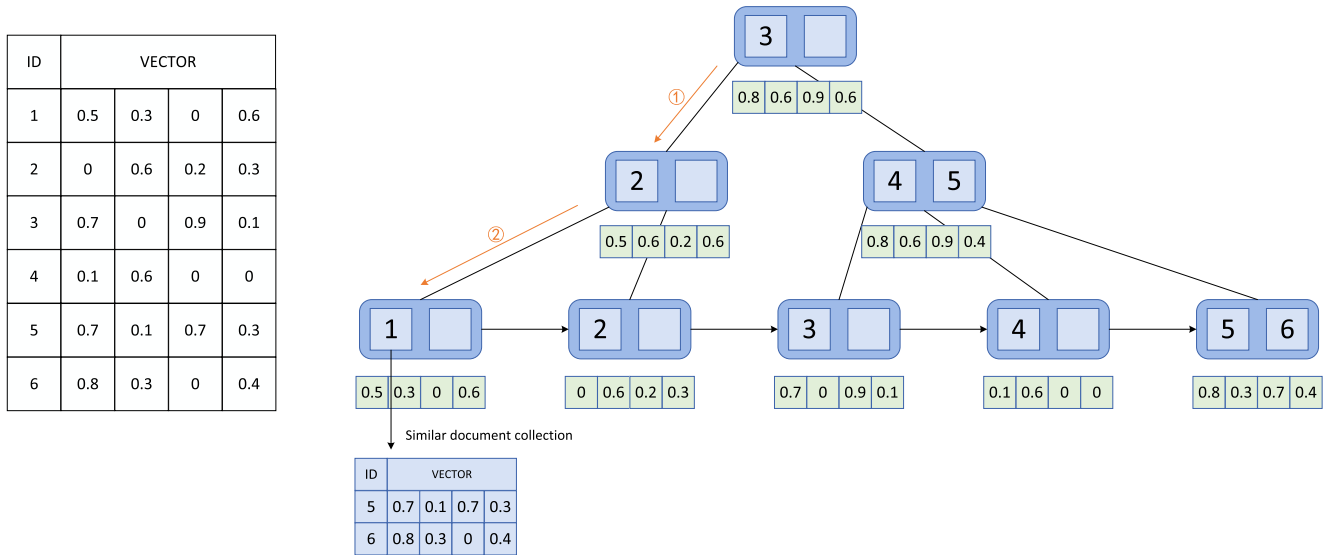 ID VECTOR
1 0.5 0.3 0 0.6
2 0 0.6 0.2 0.3
3 0.7 0 0.9 0.1
4 0.1 0.6 0 0
5 0.7 0.1 0.7 0.3
6 0.8 0.3 0 0.4
3
0.8 0.6 0.9 0.6
①
2
4 5
0.5 0.6 0.2 0.6
0.8 0.6 0.9 0.4
②
1
2
3
4
5 6
0.5 0.3 0 0.6
0 0.6 0.2 0.3
0.7 0 0.9 0.1
0.1 0.6 0 0
0.8 0.3 0.7 0.4
Similar document collection
ID VECTOR
5 0.7 0.1 0.7 0.3
6 0.8 0.3 0 0.4